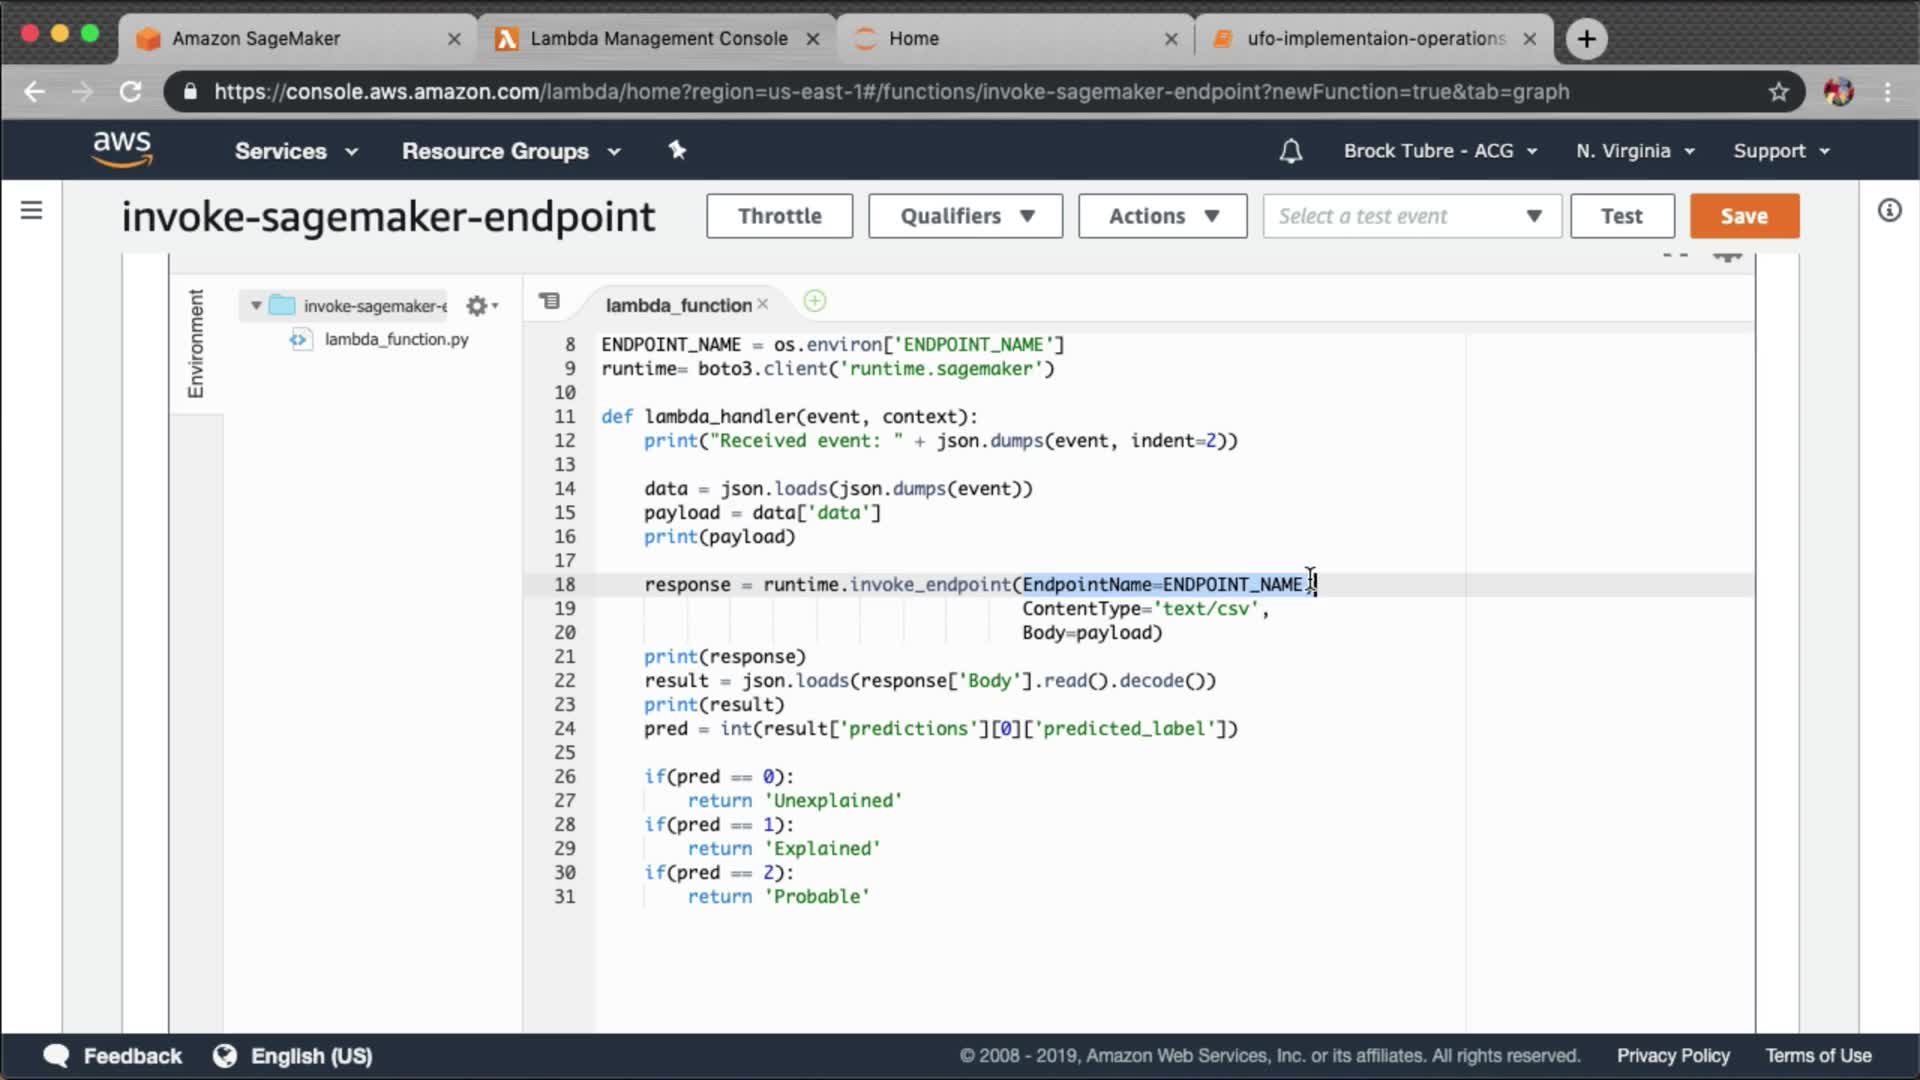 Amazon SageMaker
Lambda Management Console
Home
ufo-implementaion-operations
https://console.aws.amazon.com/lambda/home?region=us-east-1#/functions/invoke-sagemaker-endpoint?newFunction=true&tab=graph
aws
Services
Resource Groups
Brock Tubre - ACG
N. Virginia
Support
invoke-sagemaker-endpoint
Throttle
Qualifiers
Actions
Select a test event
Test
Save
Environment
invoke-sagemaker-e
lambda_function.py
lambda_function
8 ENDPOINT_NAME = os.environ['ENDPOINT_NAME']
9 runtime= boto3.client('runtime.sagemaker')
10
11 def lambda_handler(event, context):
12     print("Received event: " + json.dumps(event, indent=2))
13
14     data = json.loads(json.dumps(event))
15     payload = data['data']
16     print(payload)
17
18     response = runtime.invoke_endpoint(EndpointName=ENDPOINT_NAME,
19                                        ContentType='text/csv',
20                                        Body=payload)
21     print(response)
22     result = json.loads(response['Body'].read().decode())
23     print(result)
24     pred = int(result['predictions'][0]['predicted_label'])
25
26     if(pred == 0):
27         return 'Unexplained'
28     if(pred == 1):
29         return 'Explained'
30     if(pred == 2):
31         return 'Probable'
Feedback
English (US)
© 2008 - 2019, Amazon Web Services, Inc. or its affiliates. All rights reserved.
Privacy Policy
Terms of Use